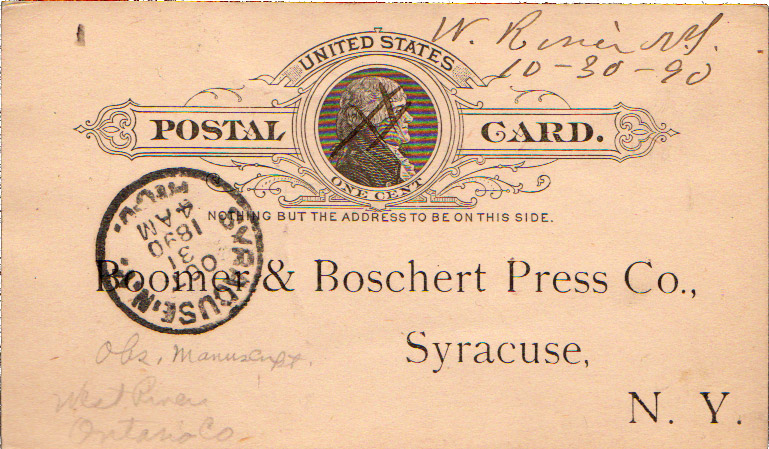 W. River N.Y.
10-30-90
UNITED STATES
POSTAL CARD.
ONE CENT
NOTHING BUT THE ADDRESS TO BE ON THIS SIDE.
SYRACUSE, N.Y.
OCT
31
4 AM
1890
REC'D.
Boomer & Boschert Press Co.,
Syracuse,
N. Y.
Obs. Manuscript.
West River
Ontario Co.